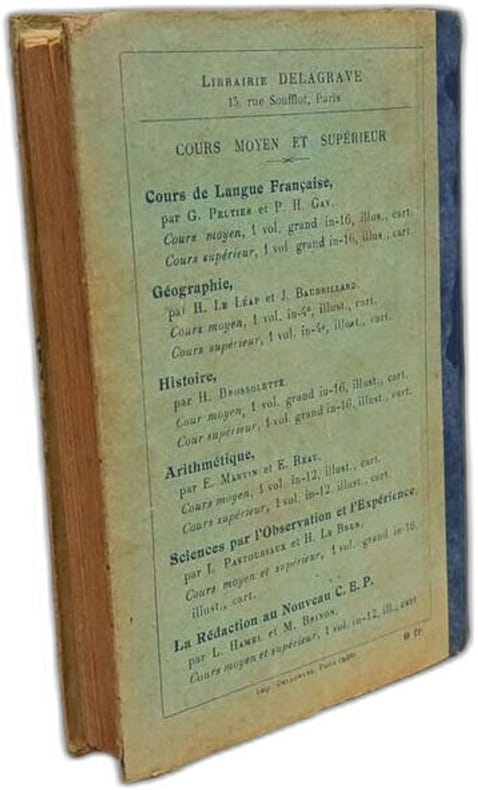 LIBRAIRIE DELAGRAVE
15, rue Soufflot, Paris
COURS MOYEN ET SUPÉRIEUR
Cours de Langue Française,
par G. PELTIER et P. H. GAY.
Cours moyen, 1 vol. grand in-16, illus., cart.
Cours supérieur, 1 vol grand in-16, illus., cart.
Géographie,
par H. LE LÉAP et J. BAUDRILLARD.
Cours moyen, 1 vol. in-4º, illust., cart.
Cours supérieur, 1 vol. in-4º, illust., cart.
Histoire,
par H. BROSSOLETTE.
Cour moyen, 1 vol. grand in-16, illust., cart.
Cour supérieur, 1 vol. grand in-16, illust., cart.
Arithmétique,
par E. MARTIN et E. RÉAU.
Cours moyen, 1 vol. in-12, illust., cart.
Cours supérieur, 1 vol. in-12, illust., cart.
Sciences par l'Observation et l'Expérience,
par L. PASTOURIAUX et H. LE BRUN.
Cours moyen et supérieur, 1 vol. grand in-16,
illust., cart.
La Rédaction au Nouveau C. E. P.
par L. HAMEL et M. BRINON.
Cours moyen et supérieur, 1 vol. in-12, ill., cart
9 fr.
Imp. DELAGRAVE, Paris